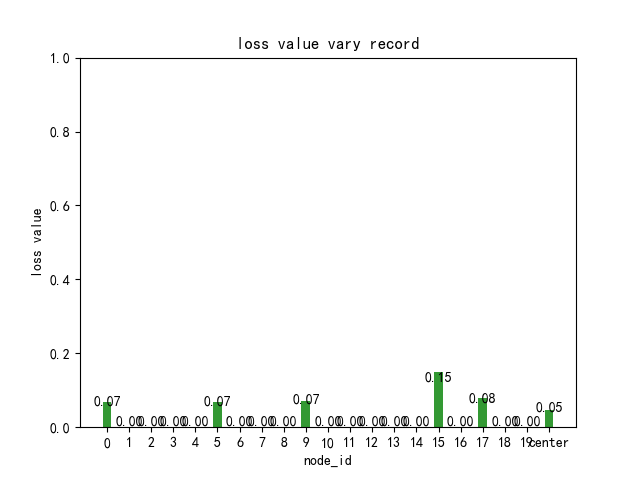 loss value vary record
1.0
0.8
0.6
0.4
0.2
0.0
loss value
0.07 0.00 0.00 0.00 0.00 0.07 0.00 0.00 0.00 0.07 0.00 0.00 0.00 0.00 0.00 0.15 0.00 0.08 0.00 0.00 0.05
0 1 2 3 4 5 6 7 8 9 10 11 12 13 14 15 16 17 18 19 center
node_id